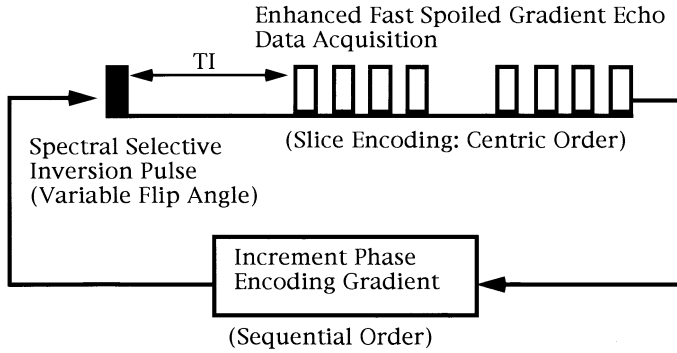 Enhanced Fast Spoiled Gradient Echo
Data Acquisition
TI
(Slice Encoding: Centric Order)
Spectral Selective
Inversion Pulse
(Variable Flip Angle)
Increment Phase
Encoding Gradient
(Sequential Order)